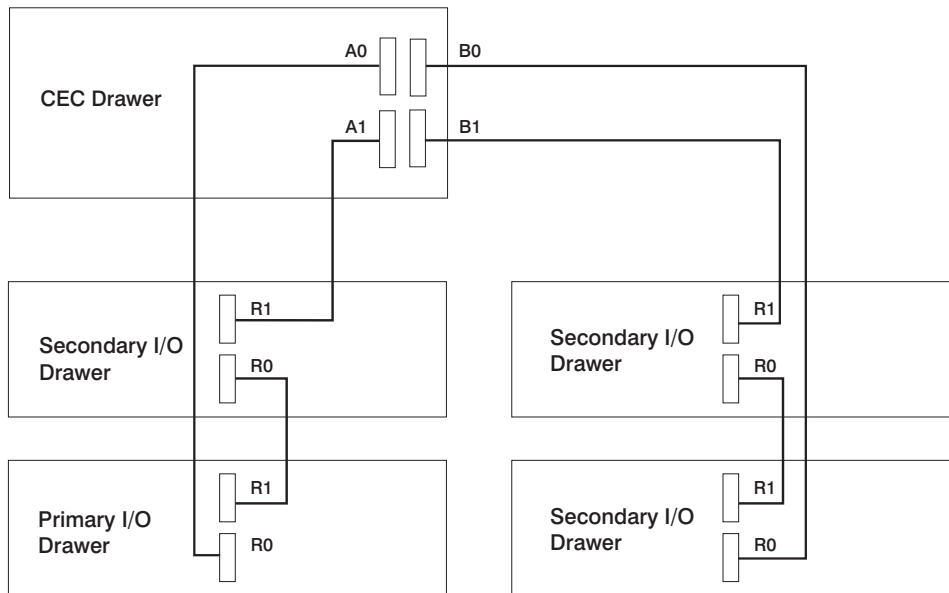 A0
B0
CEC Drawer
A1
B1
R1
Secondary I/O
Drawer
R0
R1
Secondary I/O
Drawer
R0
R1
Primary I/O
Drawer
R0
R1
Secondary I/O
Drawer
R0